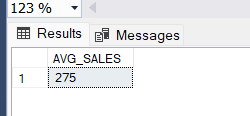 123 %
Results Messages
AVG_SALES
1 275